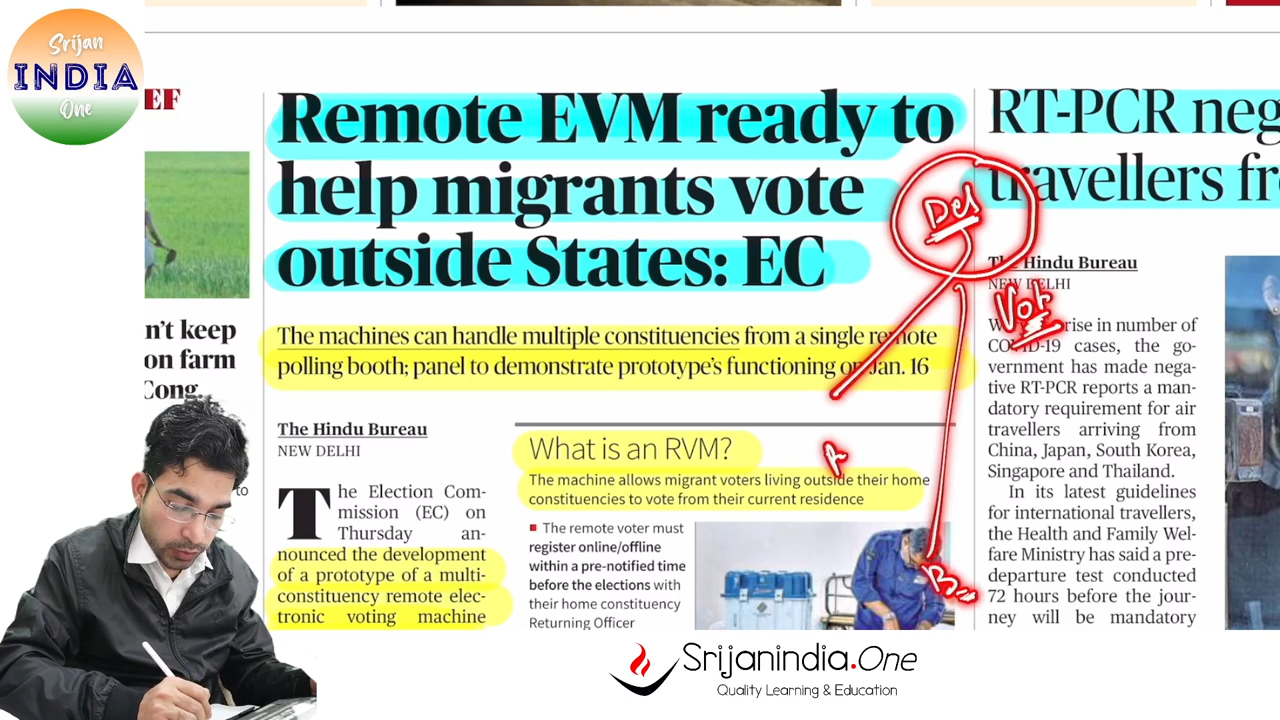 Srijan
INDIA
One
EF
n't keep
on farm
Cong.
to
Remote EVM ready to
help migrants vote
outside States: EC
The machines can handle multiple constituencies from a single remote
polling booth; panel to demonstrate prototype's functioning on Jan. 16
The Hindu Bureau
NEW DELHI
The Election Com-
mission (EC) on
Thursday an-
nounced the development
of a prototype of a multi-
constituency remote elec-
tronic voting machine
What is an RVM?
The machine allows migrant voters living outside their home
constituencies to vote from their current residence
The remote voter must
register online/offline
within a pre-notified time
before the elections with
their home constituency
Returning Officer
Del
R
RT-PCR neg
travellers fr
The Hindu Bureau
NEW DELHI
rise in number of
COVID-19 cases, the go-
vernment has made nega-
tive RT-PCR reports a man-
datory requirement for air
travellers arriving from
China, Japan, South Korea,
Singapore and Thailand.
In its latest guidelines
for international travellers,
the Health and Family Wel-
fare Ministry has said a pre-
departure test conducted
72 hours before the jour-
ney will be mandatory
Srijanindia.One
Quality Learning & Education